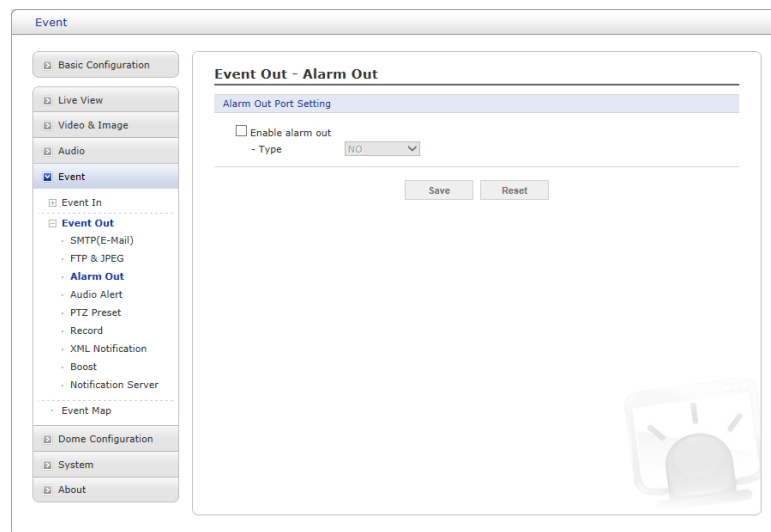 Event
Basic Configuration
Live View
Video & Image
Audio
Event
Event In
Event Out
SMTP(E-Mail)
FTP & JPEG
Alarm Out
Audio Alert
PTZ Preset
Record
XML Notification
Boost
Notification Server
Event Map
Dome Configuration
System
About
Event Out - Alarm Out
Alarm Out Port Setting
Enable alarm out
- Type NO
Save Reset